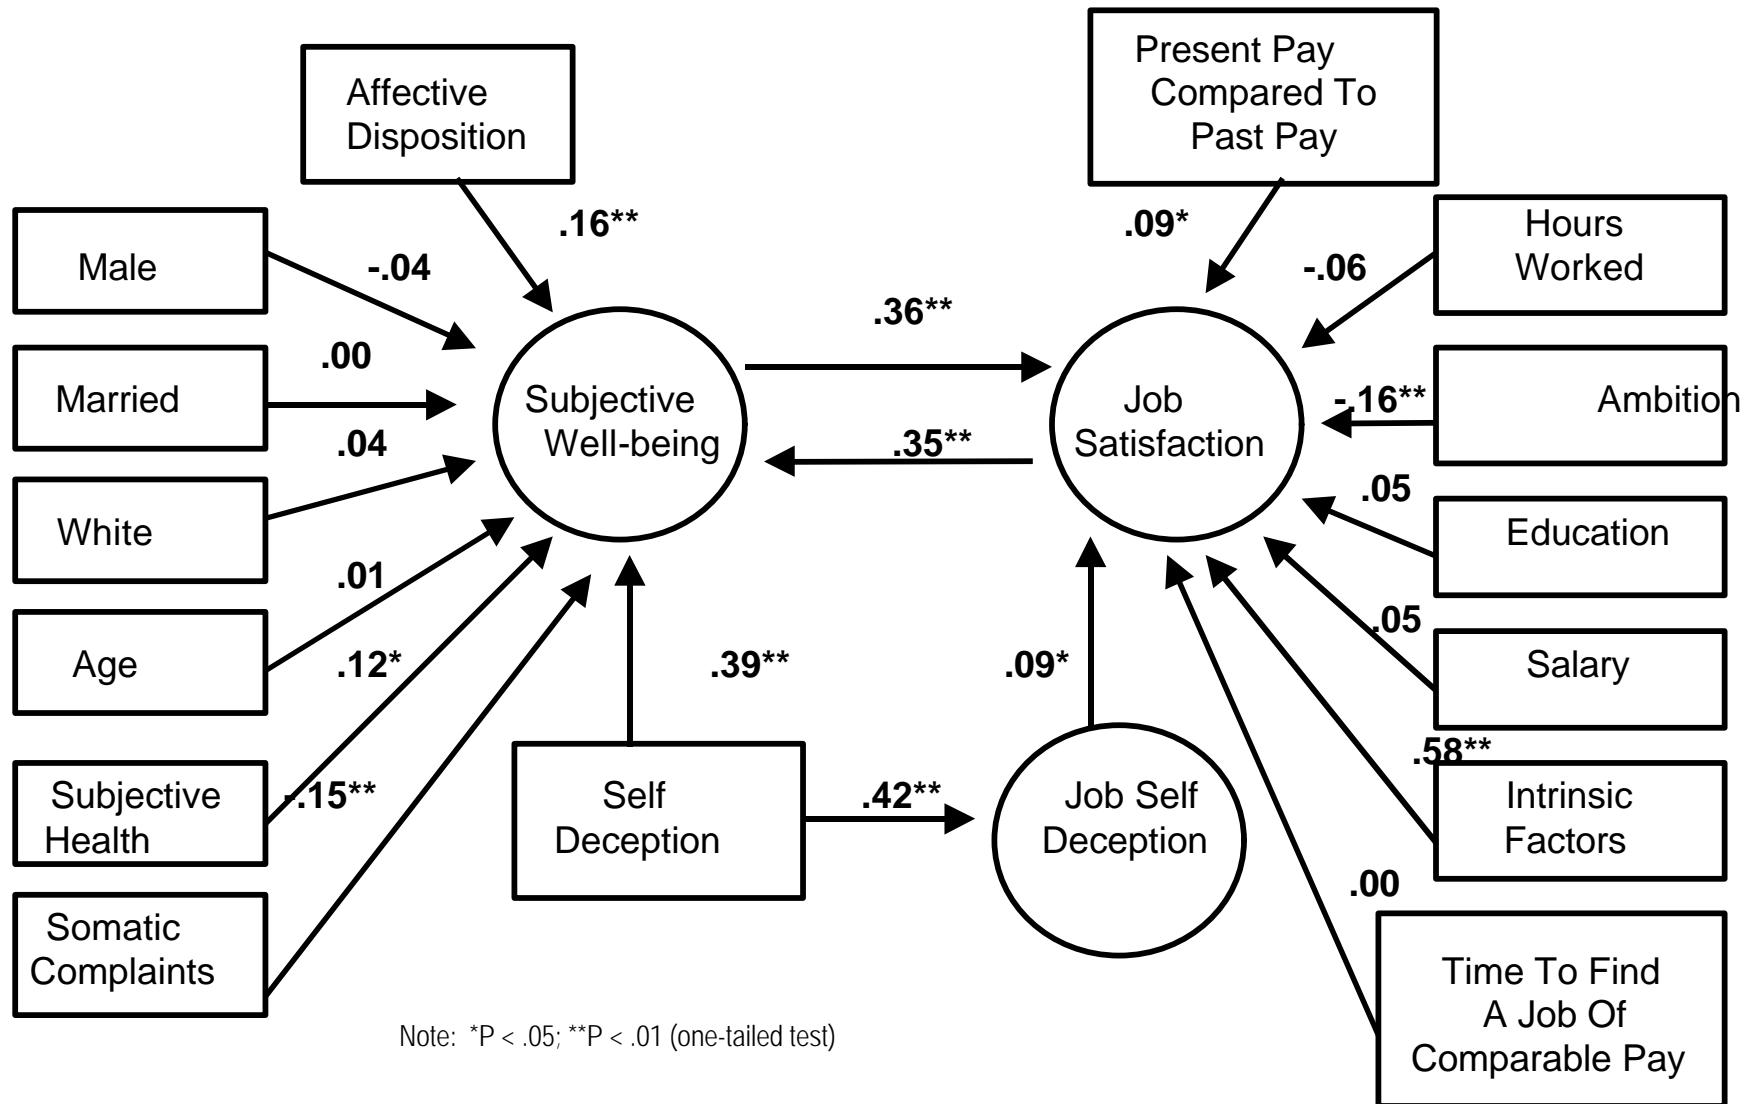 Affective
Disposition
Present Pay
Compared To
Past Pay
.16**
.09*
Male
-.04
-.06
Hours
Worked
.36**
Married
.00
Subjective
Well-being
Job
Satisfaction
-.16**
Ambition
.35**
White
.04
.05
Education
Age
.01
.12*
.39**
.09*
.05
Salary
Subjective
Health
-.15**
Self
Deception
.42**
Job Self
Deception
.58**
Intrinsic
Factors
Somatic
Complaints
.00
Time To Find
A Job Of
Comparable Pay
Note: *P < .05; **P < .01 (one-tailed test)